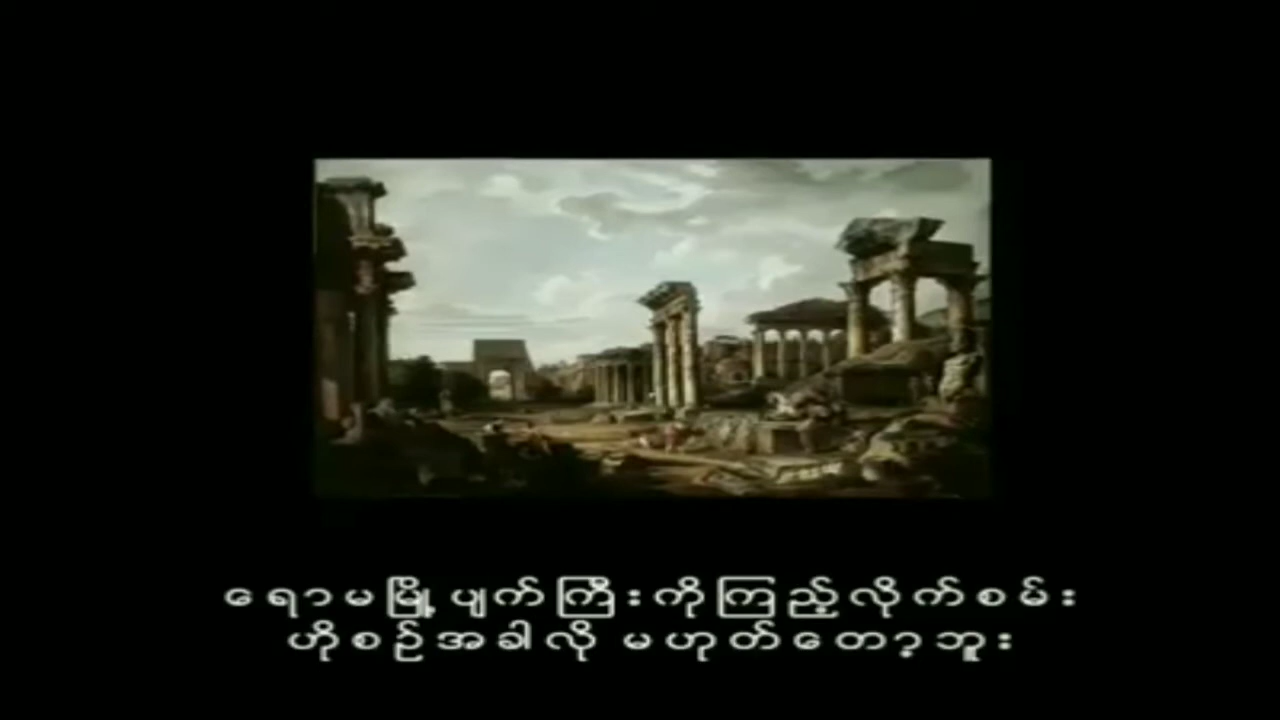 ရောမမြို့ပျက်ကြီးကိုကြည့်လိုက်စမ်း
ဟိုစဉ်အခါလို မဟုတ်တော့ဘူး